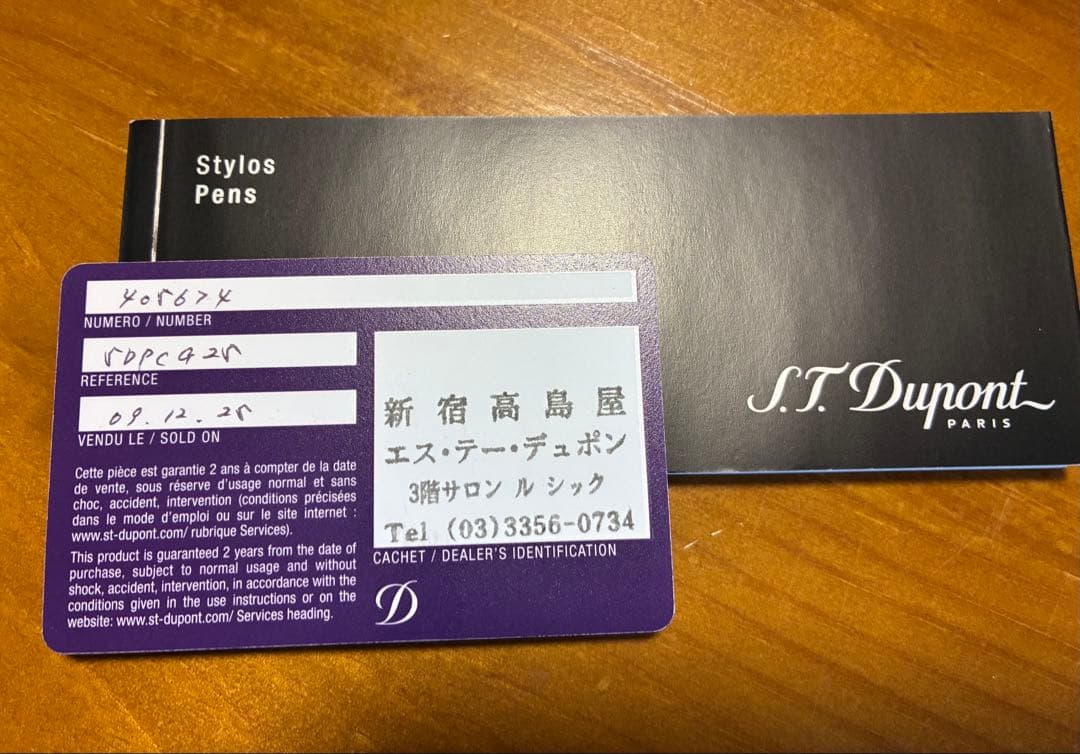 Stylos
Pens
S.T. Dupont
PARIS
405674
NUMERO / NUMBER
REFERENCE
09.12.25
VENDU LE / SOLD ON
Cette pièce est garantie 2 ans à compter de la date
de vente, sous réserve d'usage normal et sans
choc, accident, intervention (conditions précisées
dans le mode d'emploi ou sur le site internet :
www.st-dupont.com/ rubrique Services).
This product is guaranteed 2 years from the date of
purchase, subject to normal usage and without
shock, accident, intervention, in accordance with the
conditions given in the use instructions or on the
website: www.st-dupont.com/ Services heading.
新宿高島屋
エス・テー・デュポン
3階サロン ル シック
Tel (03)3356-0734
CACHET / DEALER'S IDENTIFICATION
D